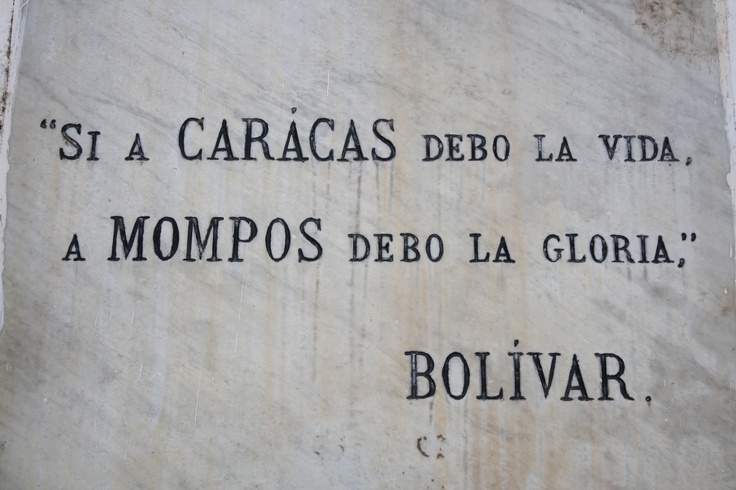 “SI A CARÁCAS DEBO LA VIDA,
A MOMPOS DEBO LA GLORIA,”
BOLÍVAR.